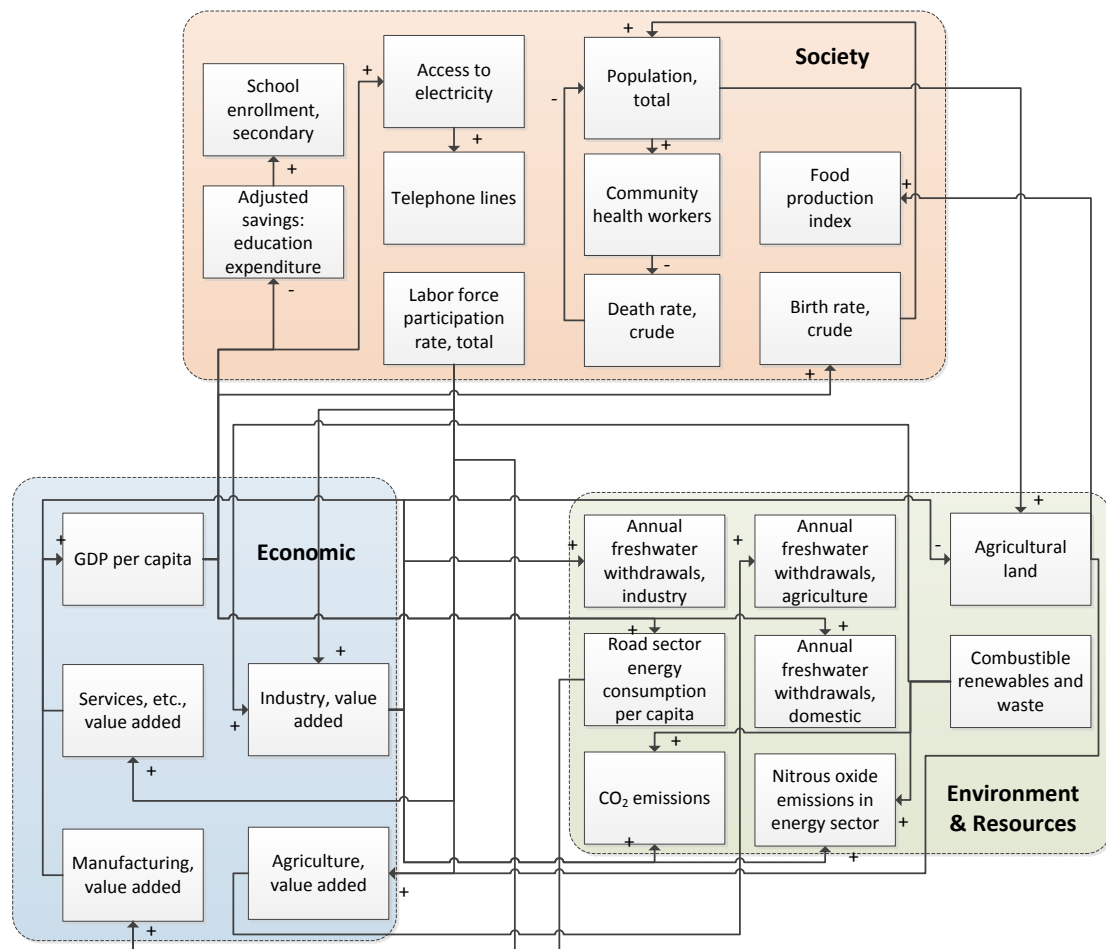 Society
School
enrollment,
secondary
+
Adjusted
savings:
education
expenditure
-
+
Access to
electricity
+
Telephone lines
Labor force
participation
rate, total
+
-
Population,
total
+
Community
health workers
-
Death rate,
crude
Food
production
index
+
Birth rate,
crude
+
Economic
+
GDP per capita
Services, etc.,
value added
+
+
+
Industry, value
added
Manufacturing,
value added
+
Agriculture,
value added
+
+
Annual
freshwater
withdrawals,
industry
+
Annual
freshwater
withdrawals,
agriculture
+
-
Agricultural
land
+
Road sector
energy
consumption
per capita
+
Annual
freshwater
withdrawals,
domestic
Combustible
renewables and
waste
+
CO₂ emissions
+
Nitrous oxide
emissions in
energy sector
+
+
Environment
& Resources